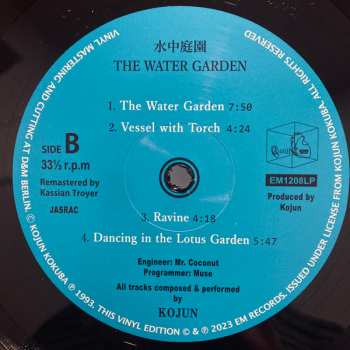 水中庭園
THE WATER GARDEN
1. The Water Garden 7:50
2. Vessel with Torch 4:24
SIDE B
33⅓ r.p.m
EM1208LP
Remastered by
Kassian Troyer
Produced by
Kojun
JASRAC
3. Ravine 4:18
4. Dancing in the Lotus Garden 5:47
Engineer: Mr. Coconut
Programmer: Muse
All tracks composed & performed
by
KOJUN
VINYL MASTERING AND CUTTING AT D&M BERLIN. © KOJUN KOKUBA ℗ 1993. THIS VINYL EDITION © & ℗ 2023 EM RECORDS. ISSUED UNDER LICENSE FROM KOJUN KOKUBA. ALL RIGHTS RESERVED